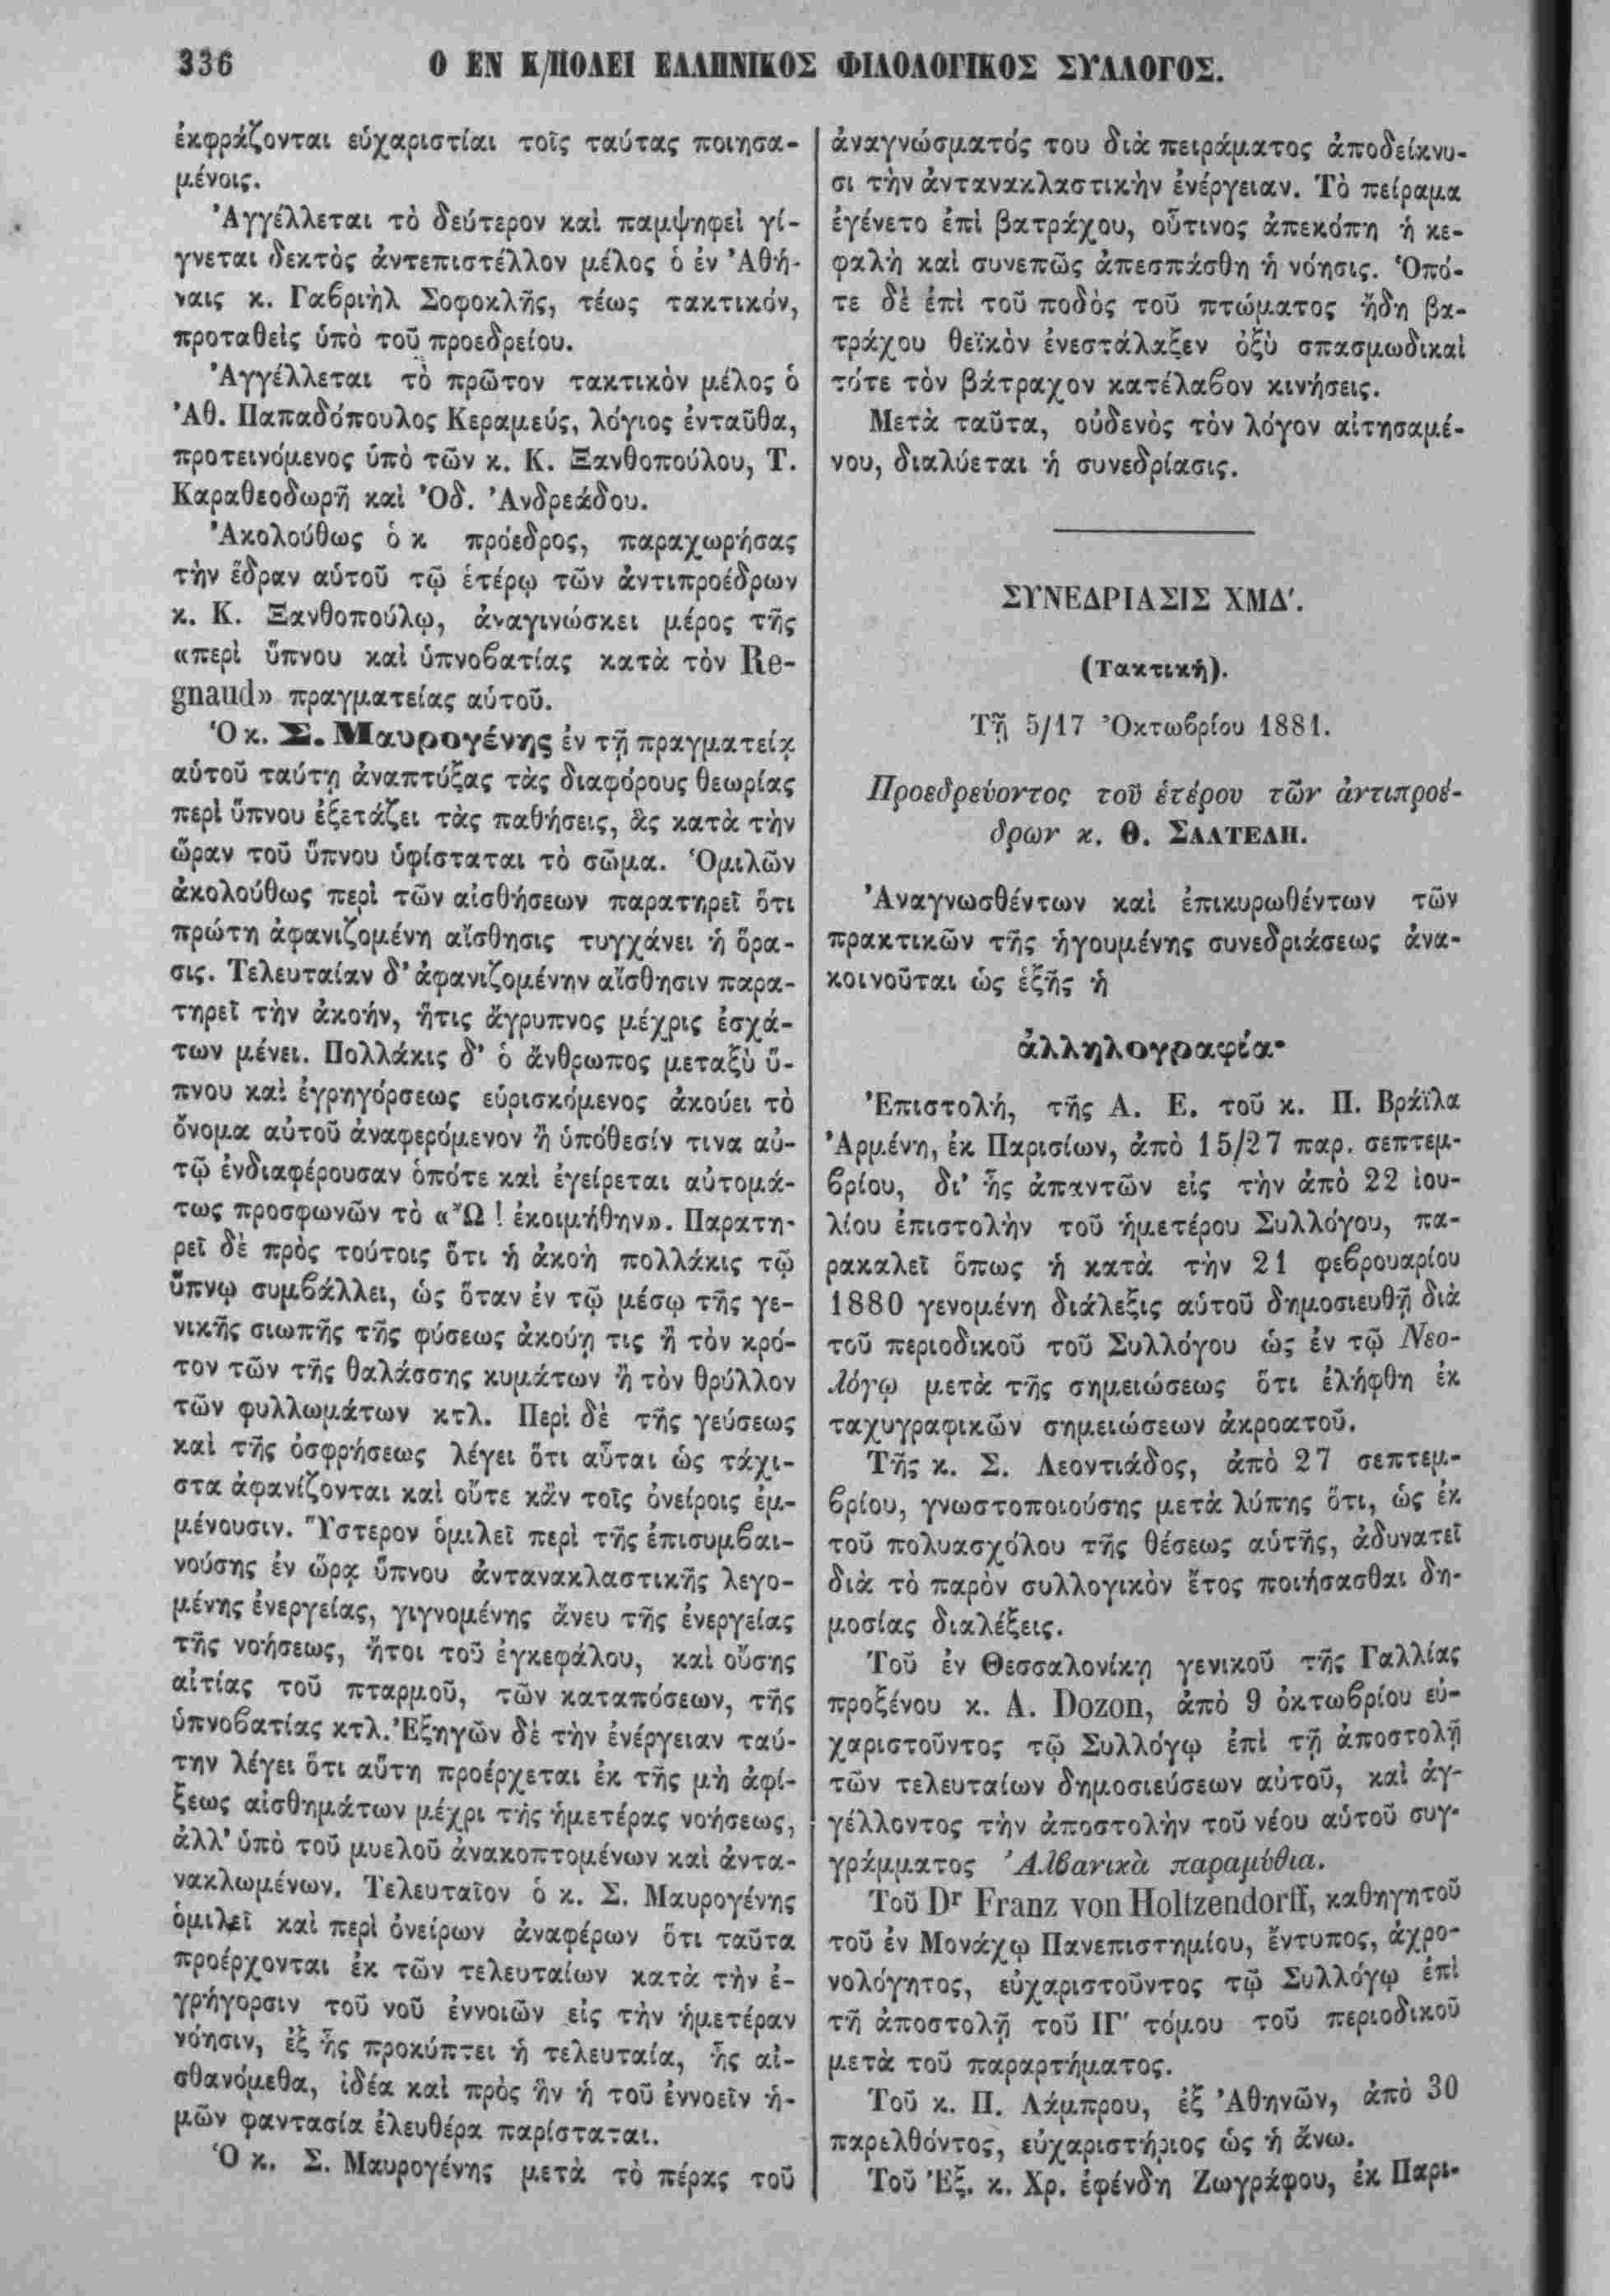 336 Ο ΕΝ Κ/ΠΟΛΕΙ ΕΛΛΗΝΙΚΟΣ ΦΙΛΟΛΟΓΙΚΟΣ ΣΥΛΛΟΓΟΣ.
ἐκφράζονται εὐχαριστίαι τοῖς ταύτας ποιησα-
μένοις.
Ἀγγέλλεται τὸ δεύτερον καὶ παμψηφεὶ γί-
γνεται δεκτὸς ἀντεπιστέλλον μέλος ὁ ἐν Ἀθή-
ναις κ. Γαβριὴλ Σοφοκλῆς, τέως τακτικόν,
προταθεὶς ὑπὸ τοῦ προεδρείου.
Ἀγγέλλεται τὸ πρῶτον τακτικὸν μέλος ὁ
Ἀθ. Παπαδόπουλος Κεραμεύς, λόγιος ἐνταῦθα,
προτεινόμενος ὑπὸ τῶν κ. Κ. Ξανθοπούλου, Τ.
Καραθεοδωρῆ καὶ Ὀδ. Ἀνδρεάδου.
Ἀκολούθως ὁ κ πρόεδρος, παραχωρήσας
τὴν ἕδραν αὑτοῦ τῷ ἑτέρῳ τῶν ἀντιπροέδρων
κ. Κ. Ξανθοπούλῳ, ἀναγινώσκει μέρος τῆς
«περὶ ὕπνου καὶ ὑπνοβατίας κατὰ τὸν Re-
gnaud» πραγματείας αὑτοῦ.
Ὁ κ. Σ. Μαυρογένης ἐν τῇ πραγματείᾳ
αὑτοῦ ταύτῃ ἀναπτύξας τὰς διαφόρους θεωρίας
περὶ ὕπνου ἐξετάζει τὰς παθήσεις, ἃς κατὰ τὴν
ὥραν τοῦ ὕπνου ὑφίσταται τὸ σῶμα. Ὁμιλῶν
ἀκολούθως περὶ τῶν αἰσθήσεων παρατηρεῖ ὅτι
πρώτη ἀφανιζομένη αἴσθησις τυγχάνει ἡ ὅρα-
σις. Τελευταίαν δ' ἀφανιζομένην αἴσθησιν παρα-
τηρεῖ τὴν ἀκοήν, ἥτις ἄγρυπνος μέχρις ἐσχά-
των μένει. Πολλάκις δ' ὁ ἄνθρωπος μεταξὺ ὕ-
πνου καὶ ἐγρηγόρσεως εὑρισκόμενος ἀκούει τὸ
ὄνομα αὐτοῦ ἀναφερόμενον ἢ ὑπόθεσίν τινα αὐ-
τῷ ἐνδιαφέρουσαν ὁπότε καὶ ἐγείρεται αὐτομά-
τως προσφωνῶν τὸ «Ὢ ! ἐκοιμήθην». Παρατη-
ρεῖ δὲ πρὸς τούτοις ὅτι ἡ ἀκοὴ πολλάκις τῷ
ὕπνῳ συμβάλλει, ὡς ὅταν ἐν τῷ μέσῳ τῆς γε-
νικῆς σιωπῆς τῆς φύσεως ἀκούῃ τις ἢ τὸν κρό-
τον τῶν τῆς θαλάσσης κυμάτων ἢ τὸν θρύλλον
τῶν φυλλωμάτων κτλ. Περὶ δὲ τῆς γεύσεως
καὶ τῆς ὀσφρήσεως λέγει ὅτι αὗται ὡς τάχι-
στα ἀφανίζονται καὶ οὔτε κἂν τοῖς ὀνείροις ἐμ-
μένουσιν. Ὕστερον ὁμιλεῖ περὶ τῆς ἐπισυμβαι-
νούσης ἐν ὥρᾳ ὕπνου ἀντανακλαστικῆς λεγο-
μένης ἐνεργείας, γιγνομένης ἄνευ τῆς ἐνεργείας
τῆς νοήσεως, ἤτοι τοῦ ἐγκεφάλου, καὶ οὔσης
αἰτίας τοῦ πταρμοῦ, τῶν καταπόσεων, τῆς
ὑπνοβατίας κτλ. Ἐξηγῶν δὲ τὴν ἐνέργειαν ταύ-
την λέγει ὅτι αὕτη προέρχεται ἐκ τῆς μὴ ἀφί-
ξεως αἰσθημάτων μέχρι τῆς ἡμετέρας νοήσεως,
ἀλλ' ὑπὸ τοῦ μυελοῦ ἀνακοπτομένων καὶ ἀντα-
νακλωμένων. Τελευταῖον ὁ κ. Σ. Μαυρογένης
ὁμιλεῖ καὶ περὶ ὀνείρων ἀναφέρων ὅτι ταῦτα
προέρχονται ἐκ τῶν τελευταίων κατὰ τὴν ἐ-
γρήγορσιν τοῦ νοῦ ἐννοιῶν εἰς τὴν ἡμετέραν
νόησιν, ἐξ ἧς προκύπτει ἡ τελευταία, ἧς αἰ-
σθανόμεθα, ἰδέα καὶ πρὸς ἣν ἡ τοῦ ἐννοεῖν ἡ-
μῶν φαντασία ἐλευθέρα παρίσταται.
Ὁ κ. Σ. Μαυρογένης μετὰ τὸ πέρας τοῦ
ἀναγνώσματός του διὰ πειράματος ἀποδείκνυ-
σι τὴν ἀντανακλαστικὴν ἐνέργειαν. Τὸ πείραμα
ἐγένετο ἐπὶ βατράχου, οὗτινος ἀπεκόπη ἡ κε-
φαλὴ καὶ συνεπῶς ἀπεσπάσθη ἡ νόησις. Ὁπό-
τε δὲ ἐπὶ τοῦ ποδὸς τοῦ πτώματος ἤδη βα-
τράχου θεϊκὸν ἐνεστάλαξεν ὀξὺ σπασμωδικαὶ
τότε τὸν βάτραχον κατέλαβον κινήσεις.
Μετὰ ταῦτα, οὐδενὸς τὸν λόγον αἰτησαμέ-
νου, διαλύεται ἡ συνεδρίασις.
ΣΥΝΕΔΡΙΑΣΙΣ ΧΜΔ'.
(Τακτική).
Τῇ 5/17 Ὀκτωβρίου 1881.
Προεδρεύοντος τοῦ ἑτέρου τῶν ἀντιπροέ-
δρων κ. Θ. ΣΑΛΤΕΛΗ.
Ἀναγνωσθέντων καὶ ἐπικυρωθέντων τῶν
πρακτικῶν τῆς ἡγουμένης συνεδριάσεως ἀνα-
κοινοῦται ὡς ἑξῆς ἡ
ἀλληλογραφία·
Ἐπιστολή, τῆς Α. Ε. τοῦ κ. Π. Βράϊλα
Ἀρμένη, ἐκ Παρισίων, ἀπὸ 15/27 παρ. σεπτεμ-
βρίου, δι' ἧς ἀπαντῶν εἰς τὴν ἀπὸ 22 ἰου-
λίου ἐπιστολὴν τοῦ ἡμετέρου Συλλόγου, πα-
ρακαλεῖ ὅπως ἡ κατὰ τὴν 21 φεβρουαρίου
1880 γενομένη διάλεξις αὑτοῦ δημοσιευθῇ διὰ
τοῦ περιοδικοῦ τοῦ Συλλόγου ὡς ἐν τῷ Νεο-
λόγῳ μετὰ τῆς σημειώσεως ὅτι ἐλήφθη ἐκ
ταχυγραφικῶν σημειώσεων ἀκροατοῦ.
Τῆς κ. Σ. Λεοντιάδος, ἀπὸ 27 σεπτεμ-
βρίου, γνωστοποιούσης μετὰ λύπης ὅτι, ὡς ἐκ
τοῦ πολυασχόλου τῆς θέσεως αὑτῆς, ἀδυνατεῖ
διὰ τὸ παρὸν συλλογικὸν ἔτος ποιήσασθαι δη-
μοσίας διαλέξεις.
Τοῦ ἐν Θεσσαλονίκῃ γενικοῦ τῆς Γαλλίας
προξένου κ. A. Dozon, ἀπὸ 9 ὀκτωβρίου εὐ-
χαριστοῦντος τῷ Συλλόγῳ ἐπὶ τῇ ἀποστολῇ
τῶν τελευταίων δημοσιεύσεων αὐτοῦ, καὶ ἀγ-
γέλλοντος τὴν ἀποστολὴν τοῦ νέου αὑτοῦ συγ-
γράμματος Ἀλβανικὰ παραμύθια.
Τοῦ Dr Franz von Holtzendorff, καθηγητοῦ
τοῦ ἐν Μονάχῳ Πανεπιστημίου, ἔντυπος, ἀχρο-
νολόγητος, εὐχαριστοῦντος τῷ Συλλόγῳ ἐπὶ
τῇ ἀποστολῇ τοῦ ΙΓ' τόμου τοῦ περιοδικοῦ
μετὰ τοῦ παραρτήματος.
Τοῦ κ. Π. Λάμπρου, ἐξ Ἀθηνῶν, ἀπὸ 30
παρελθόντος, εὐχαριστήριος ὡς ἡ ἄνω.
Τοῦ Ἐξ. κ. Χρ. ἐφένδη Ζωγράφου, ἐκ Παρι-